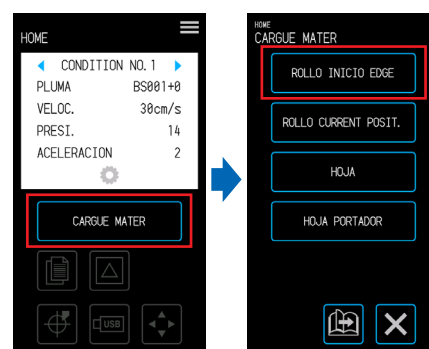 HOME
CONDITION NO.1
PLUMA BS001+0
VELOC. 30cm/s
PRESI. 14
ACELERACION 2
CARGUE MATER
USB
HOME
CARGUE MATER
ROLLO INICIO EDGE
ROLLO CURRENT POSIT.
HOJA
HOJA PORTADOR